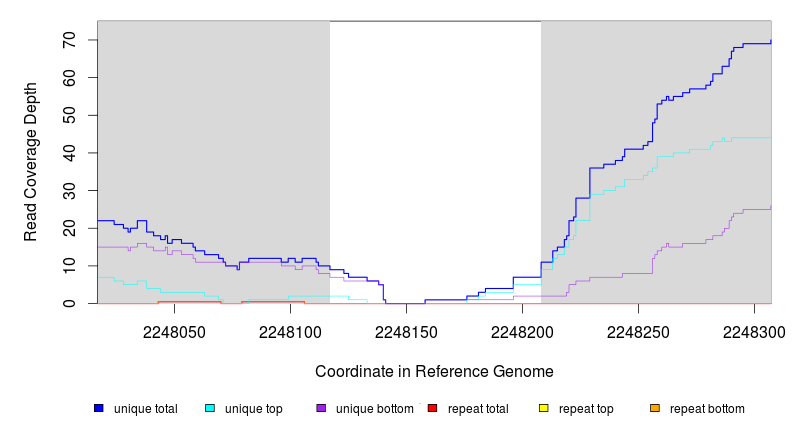 70
60
50
40
30
20
10
0
Read Coverage Depth
2248050 2248100 2248150 2248200 2248250 2248300
Coordinate in Reference Genome
unique total unique top unique bottom repeat total repeat top repeat bottom